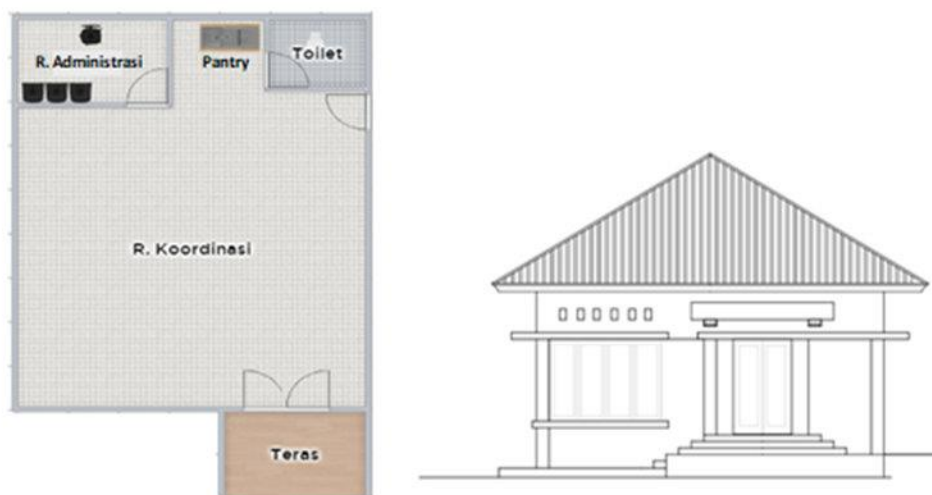 R. Administrasi
Pantry
Toilet
R. Koordinasi
Teras